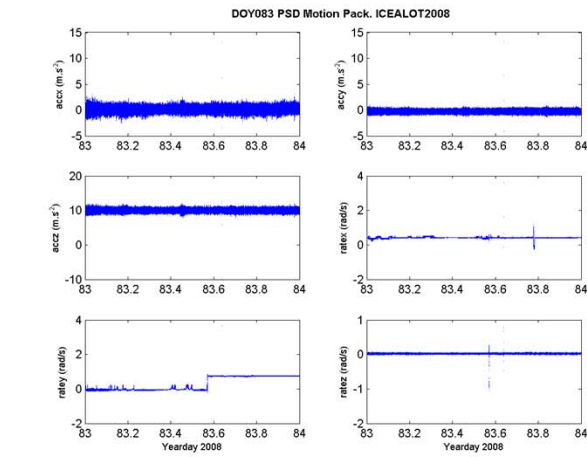 DOY083 PSD Motion Pack. ICEALOT2008
15
10
5
0
-5
accx (m.s⁻²)
83 83.2 83.4 83.6 83.8 84
15
10
5
0
-5
accy (m.s⁻²)
83 83.2 83.4 83.6 83.8 84
20
10
0
-10
accz (m.s⁻²)
83 83.2 83.4 83.6 83.8 84
4
2
0
-2
ratex (rad/s)
83 83.2 83.4 83.6 83.8 84
4
2
0
-2
ratey (rad/s)
83 83.2 83.4 83.6 83.8 84
Yearday 2008
1
0
-1
-2
ratez (rad/s)
83 83.2 83.4 83.6 83.8 84
Yearday 2008